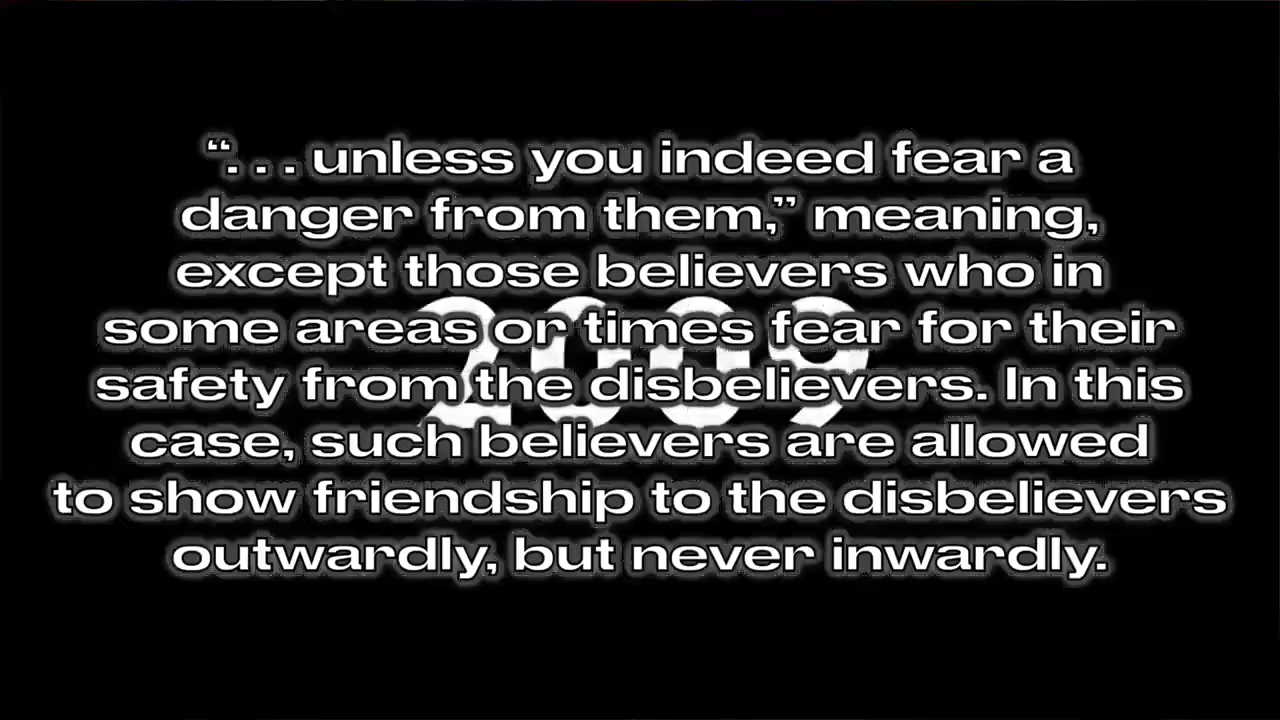 “. . . unless you indeed fear a
danger from them,” meaning,
except those believers who in
some areas or times fear for their
safety from the disbelievers. In this
case, such believers are allowed
to show friendship to the disbelievers
outwardly, but never inwardly.
2009